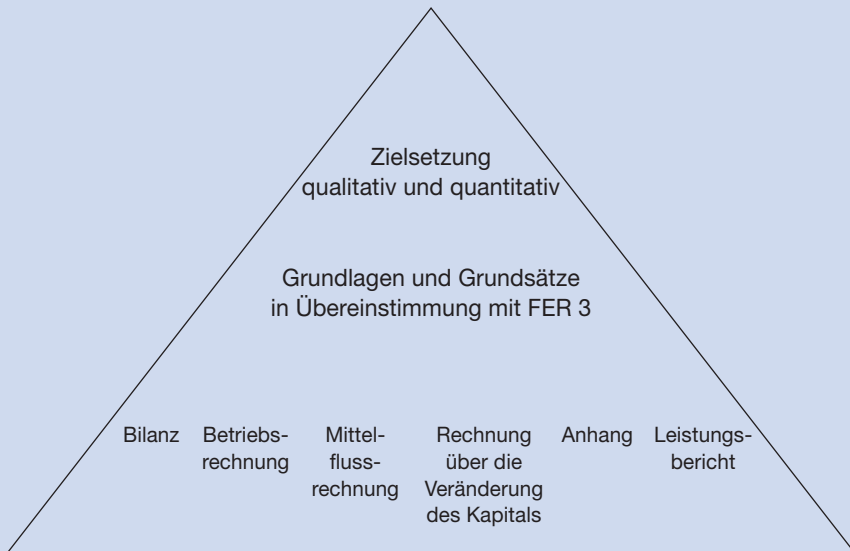 Zielsetzung
qualitativ und quantitativ
Grundlagen und Grundsätze
in Übereinstimmung mit FER 3
Bilanz
Betriebs-
rechnung
Mittel-
fluss-
rechnung
Rechnung
über die
Veränderung
des Kapitals
Anhang
Leistungs-
bericht